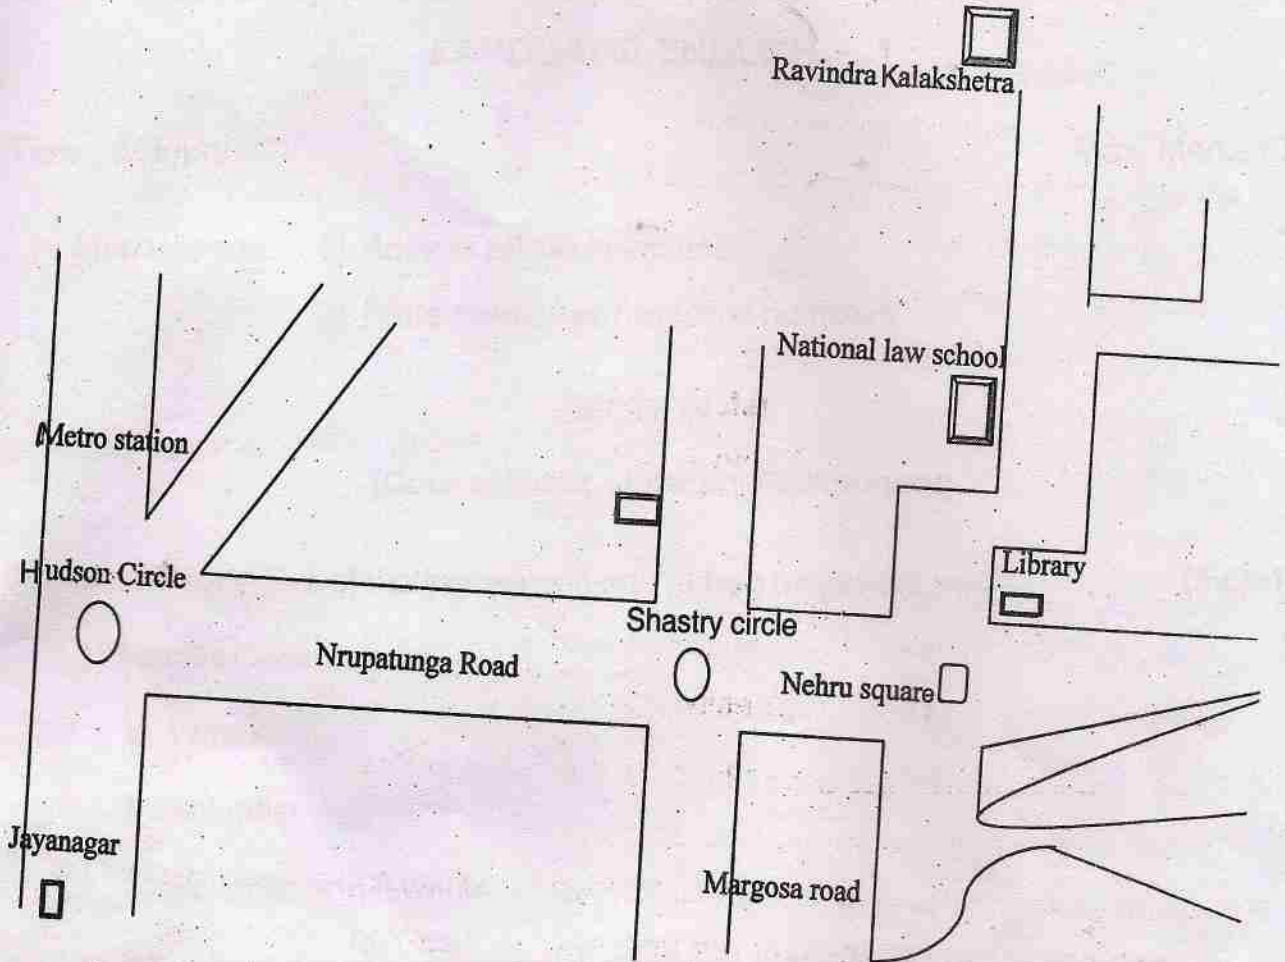 Ravindra Kalakshetra
National law school
Metro station
Library
Hudson Circle
Shastry circle
Nrupatunga Road
Nehru square
Jayanagar
Margosa road